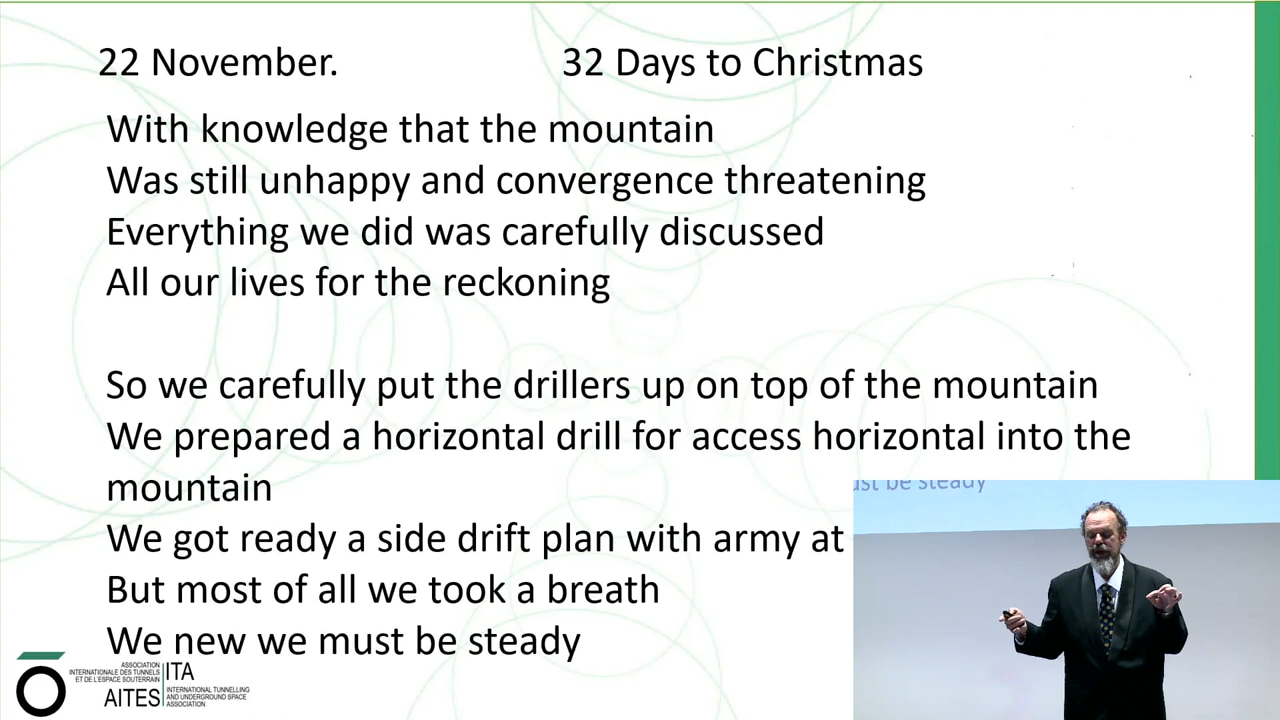 22 November. 32 Days to Christmas
With knowledge that the mountain
Was still unhappy and convergence threatening
Everything we did was carefully discussed
All our lives for the reckoning
So we carefully put the drillers up on top of the mountain
We prepared a horizontal drill for access horizontal into the
mountain
We got ready a side drift plan with army at
But most of all we took a breath
We new we must be steady
ust be steady
ASSOCIATION
INTERNATIONALE DES TUNNELS
ET DE L'ESPACE SOUTERRAIN
ITA
AITES
INTERNATIONAL TUNNELLING
AND UNDERGROUND SPACE
ASSOCIATION